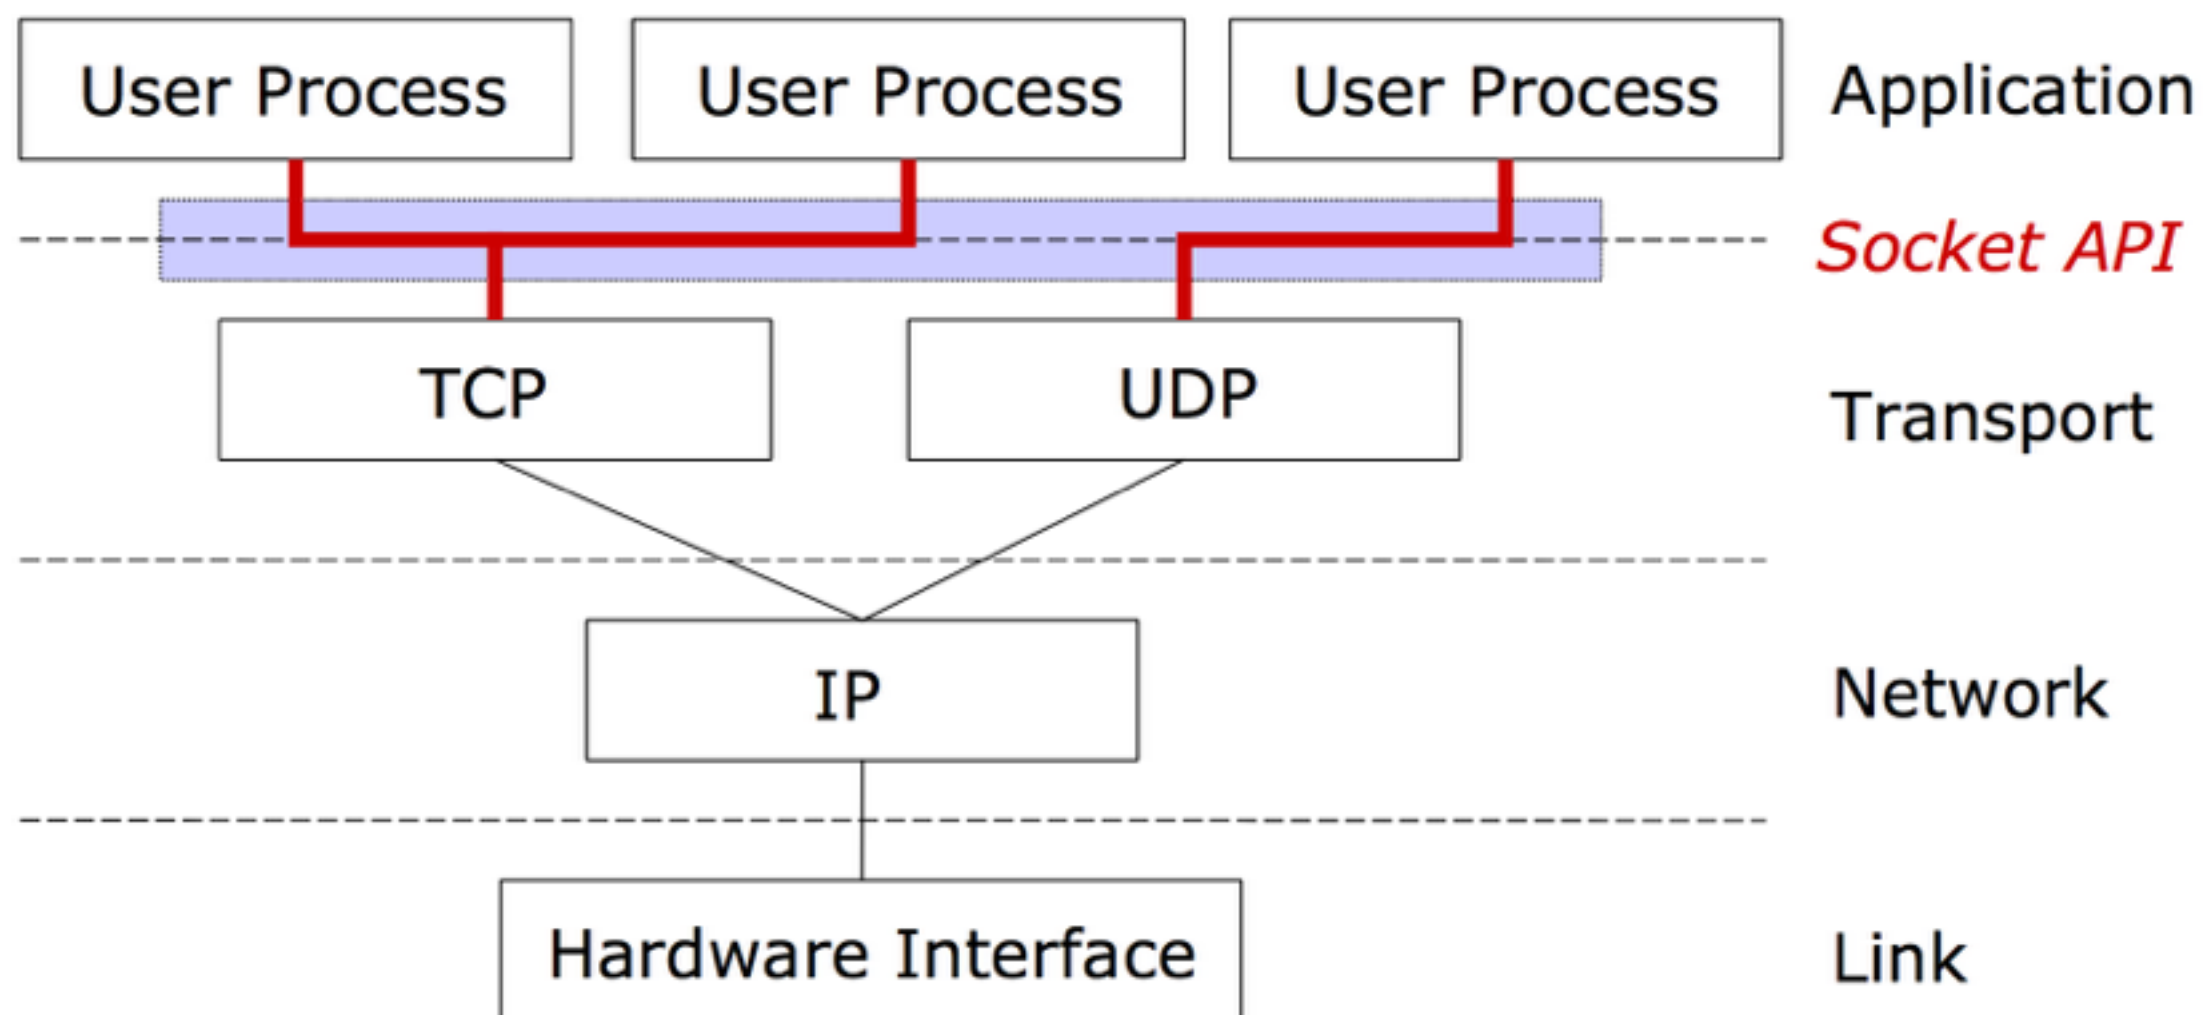 User Process
User Process
User Process
Application
Socket API
TCP
UDP
Transport
IP
Network
Hardware Interface
Link